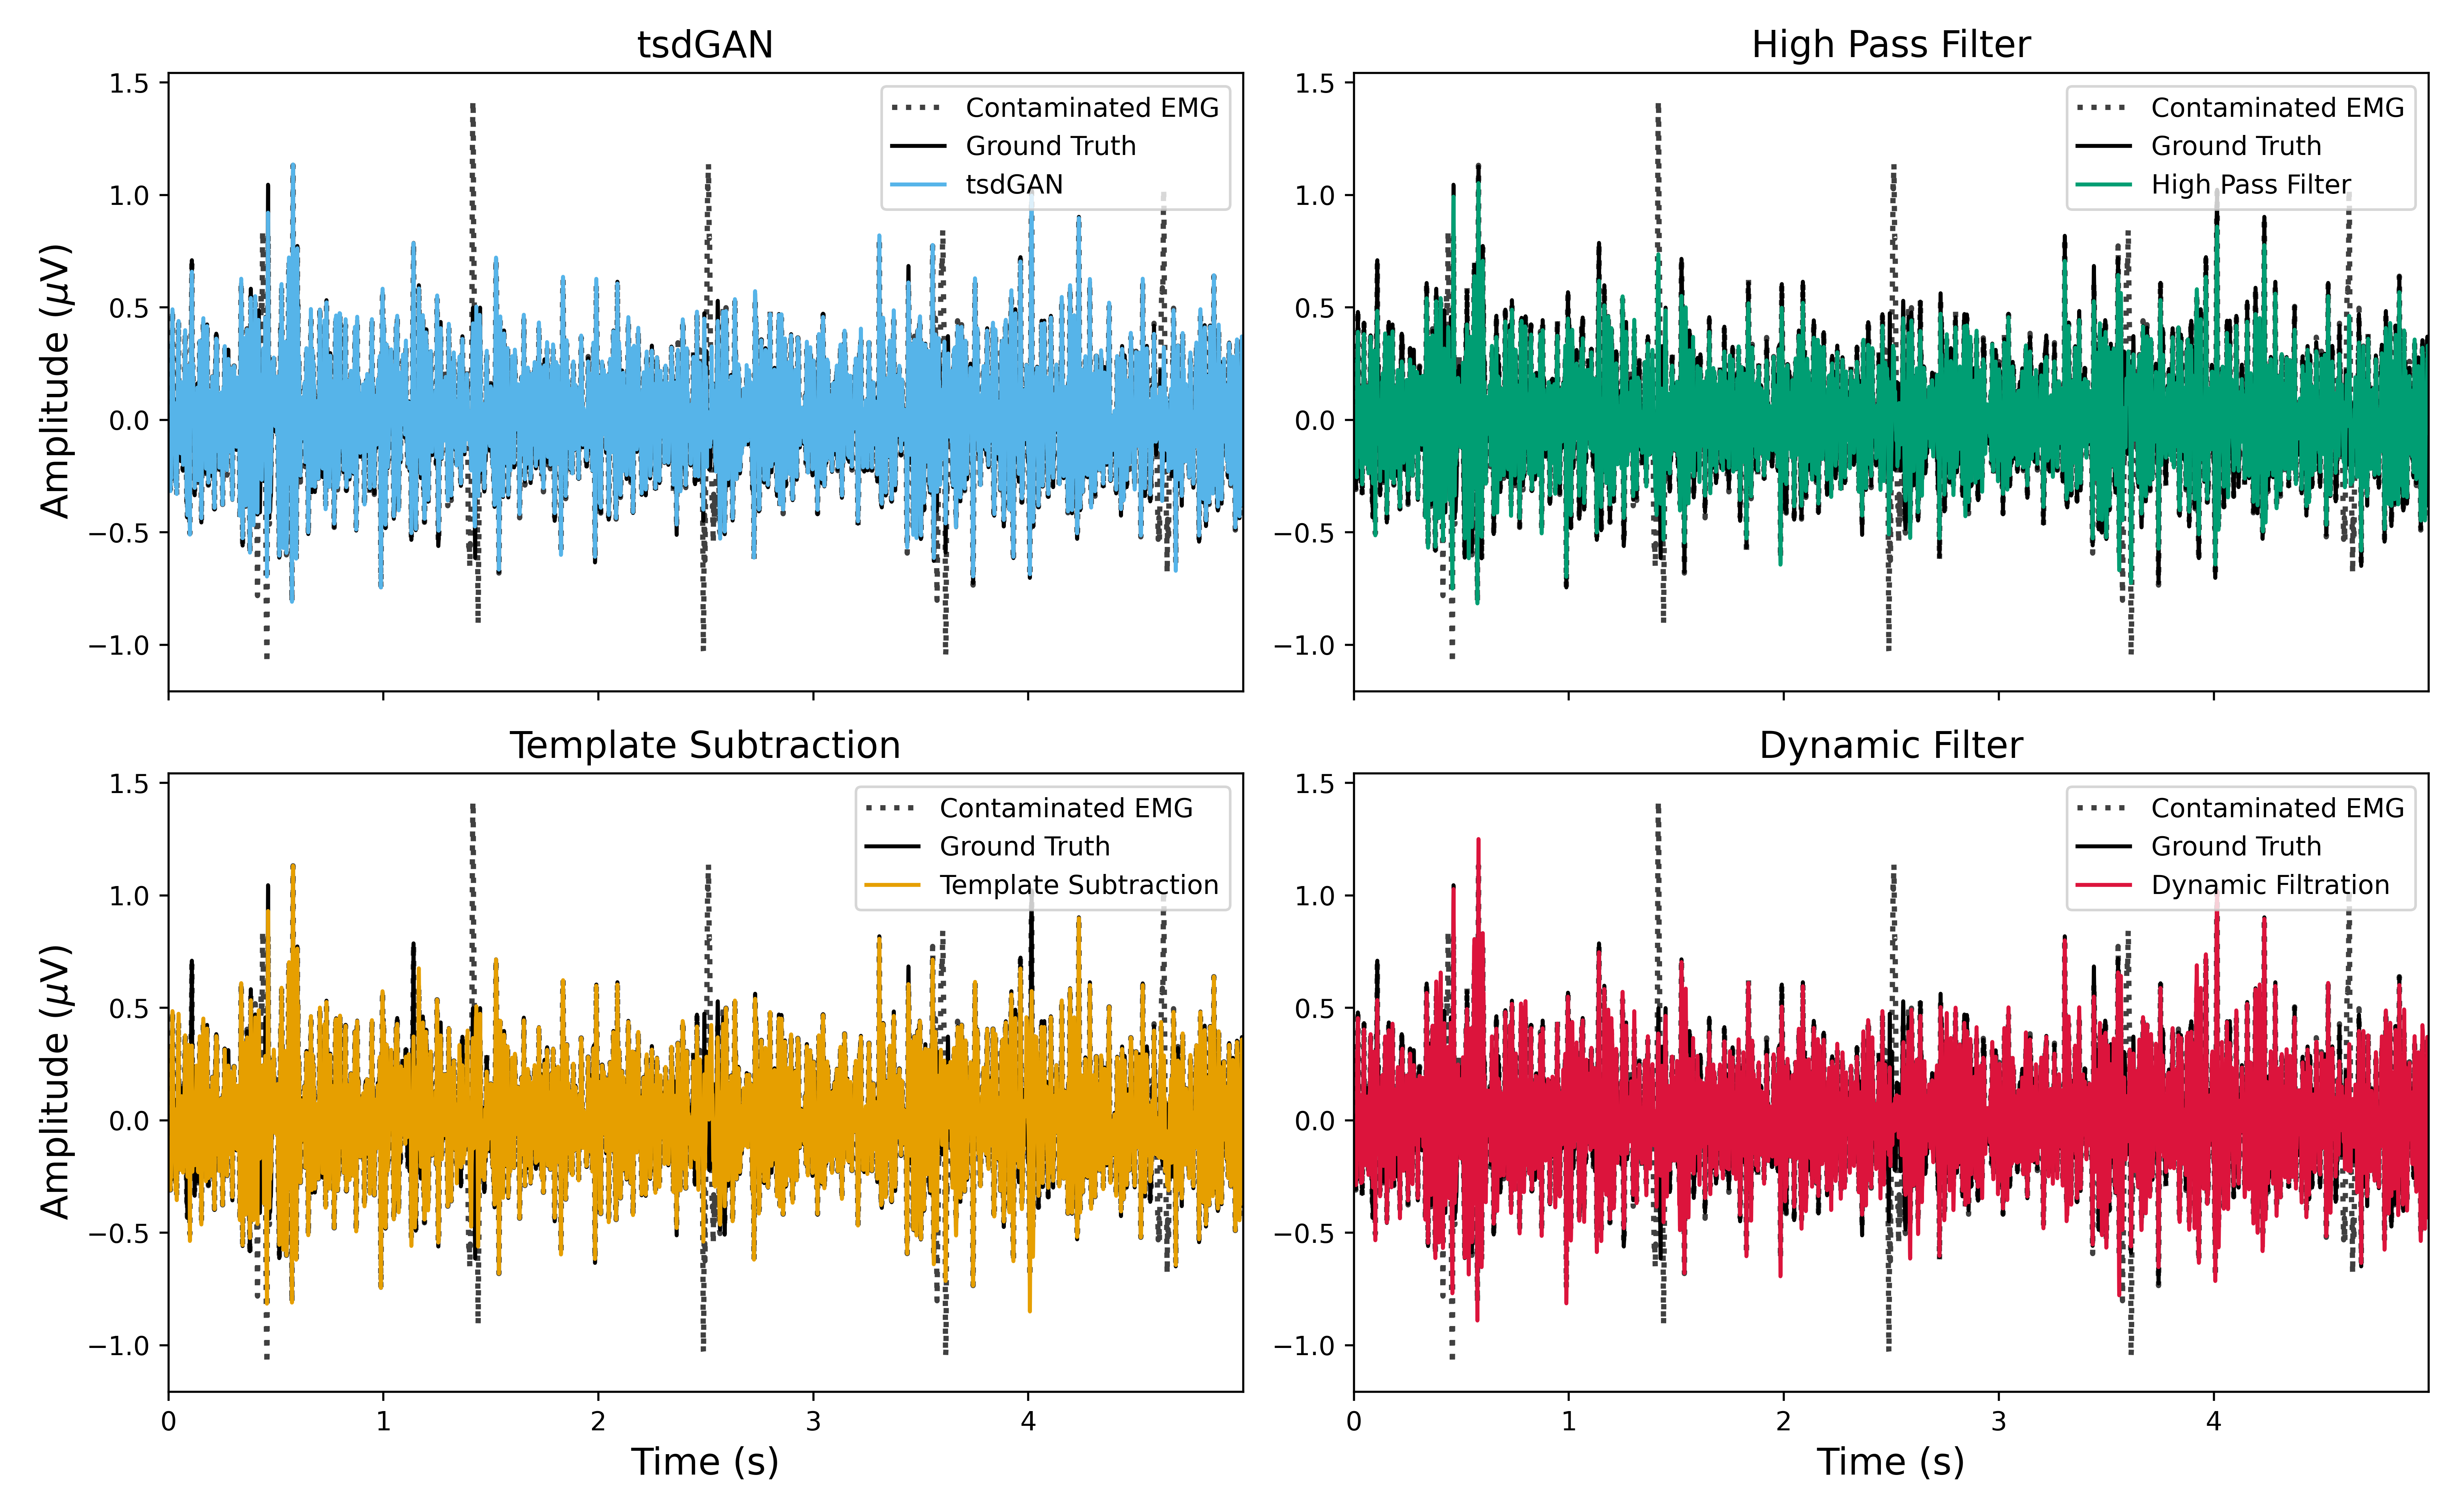 tsdGAN
1.5
1.0
0.5
0.0
−0.5
−1.0
Amplitude (μV)
Contaminated EMG
Ground Truth
tsdGAN
High Pass Filter
1.5
1.0
0.5
0.0
−0.5
−1.0
Contaminated EMG
Ground Truth
High Pass Filter
Template Subtraction
1.5
1.0
0.5
0.0
−0.5
−1.0
Amplitude (μV)
Contaminated EMG
Ground Truth
Template Subtraction
0 1 2 3 4
Time (s)
Dynamic Filter
1.5
1.0
0.5
0.0
−0.5
−1.0
Contaminated EMG
Ground Truth
Dynamic Filtration
0 1 2 3 4
Time (s)